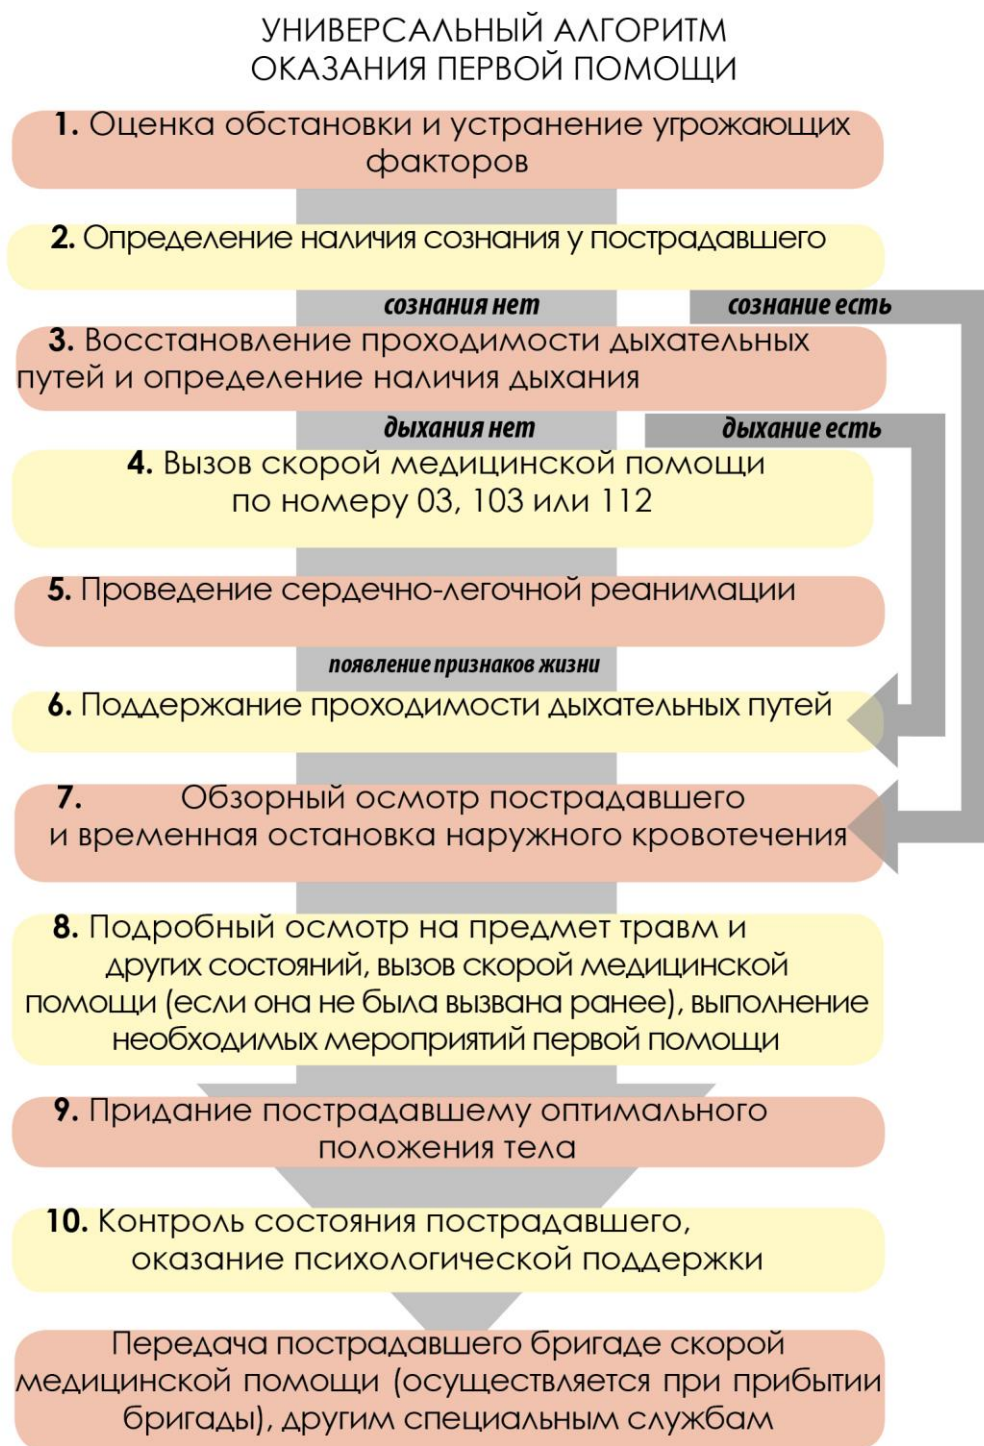 УНИВЕРСАЛЬНЫЙ АЛГОРИТМ
ОКАЗАНИЯ ПЕРВОЙ ПОМОЩИ
1. Оценка обстановки и устранение угрожающих
факторов
2. Определение наличия сознания у пострадавшего
сознания нет
сознание есть
3. Восстановление проходимости дыхательных
путей и определение наличия дыхания
дыхания нет
дыхание есть
4. Вызов скорой медицинской помощи
по номеру 03, 103 или 112
5. Проведение сердечно-легочной реанимации
появление признаков жизни
6. Поддержание проходимости дыхательных путей
7. Обзорный осмотр пострадавшего
и временная остановка наружного кровотечения
8. Подробный осмотр на предмет травм и
других состояний, вызов скорой медицинской
помощи (если она не была вызвана ранее), выполнение
необходимых мероприятий первой помощи
9. Придание пострадавшему оптимального
положения тела
10. Контроль состояния пострадавшего,
оказание психологической поддержки
Передача пострадавшего бригаде скорой
медицинской помощи (осуществляется при прибытии
бригады), другим специальным службам